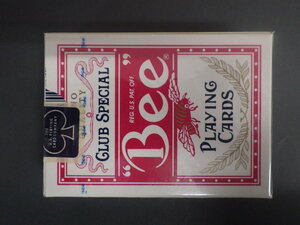 CLUB SPECIAL
REG. U.S. PAT. OFF.
"Bee"
®
PLAYING
CARDS